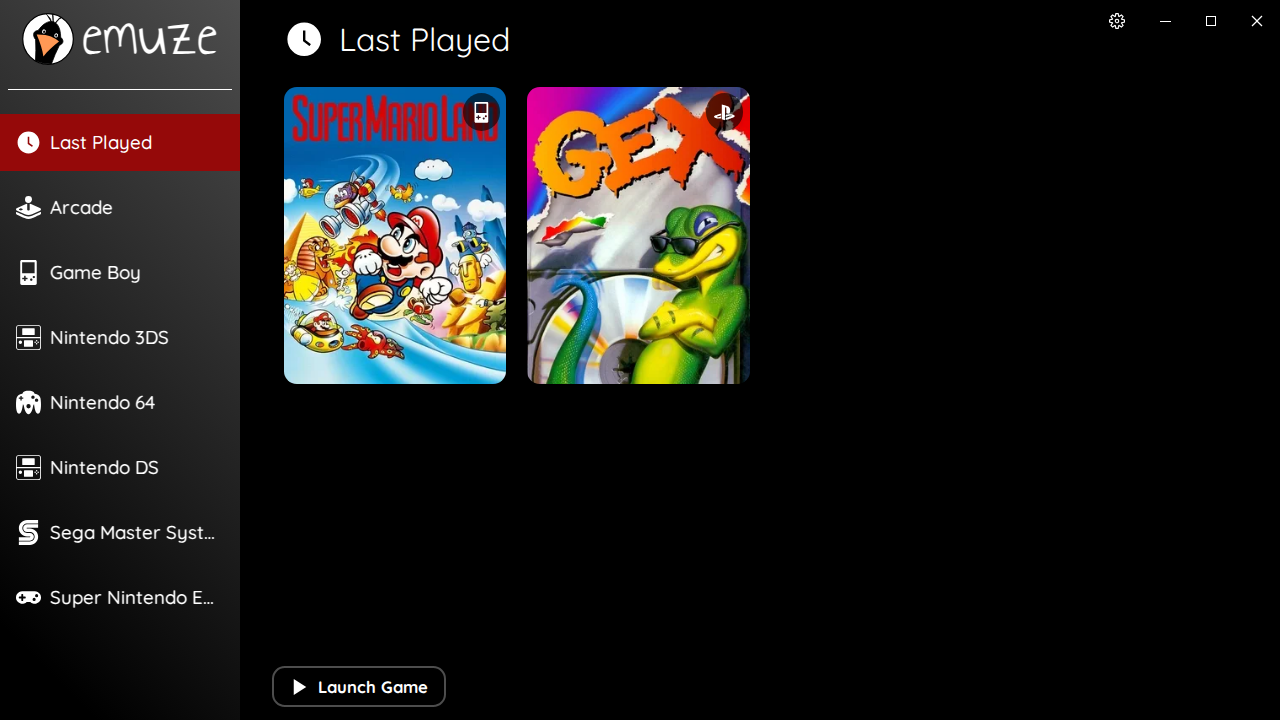 emuze
Last Played
Last Played
Arcade
Game Boy
Nintendo 3DS
Nintendo 64
Nintendo DS
Sega Master Syst...
Super Nintendo E...
SUPER MARIO LAND
GEX
Launch Game